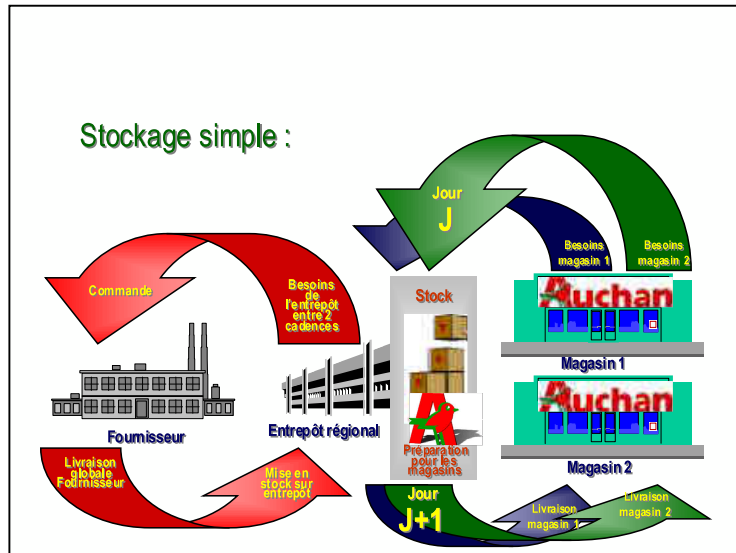 Stockage simple :
Jour
J
Besoins
magasin 1
Besoins
magasin 2
Commande
Besoins
de
l'entrepôt
entre 2
cadences
Stock
Auchan
Magasin 1
Auchan
Magasin 2
Fournisseur
Entrepôt régional
Préparation
pour les
magasins
Livraison
globale
Fournisseur
Mise en
stock sur
entrepôt
Jour
J+1
Livraison
magasin 1
Livraison
magasin 2